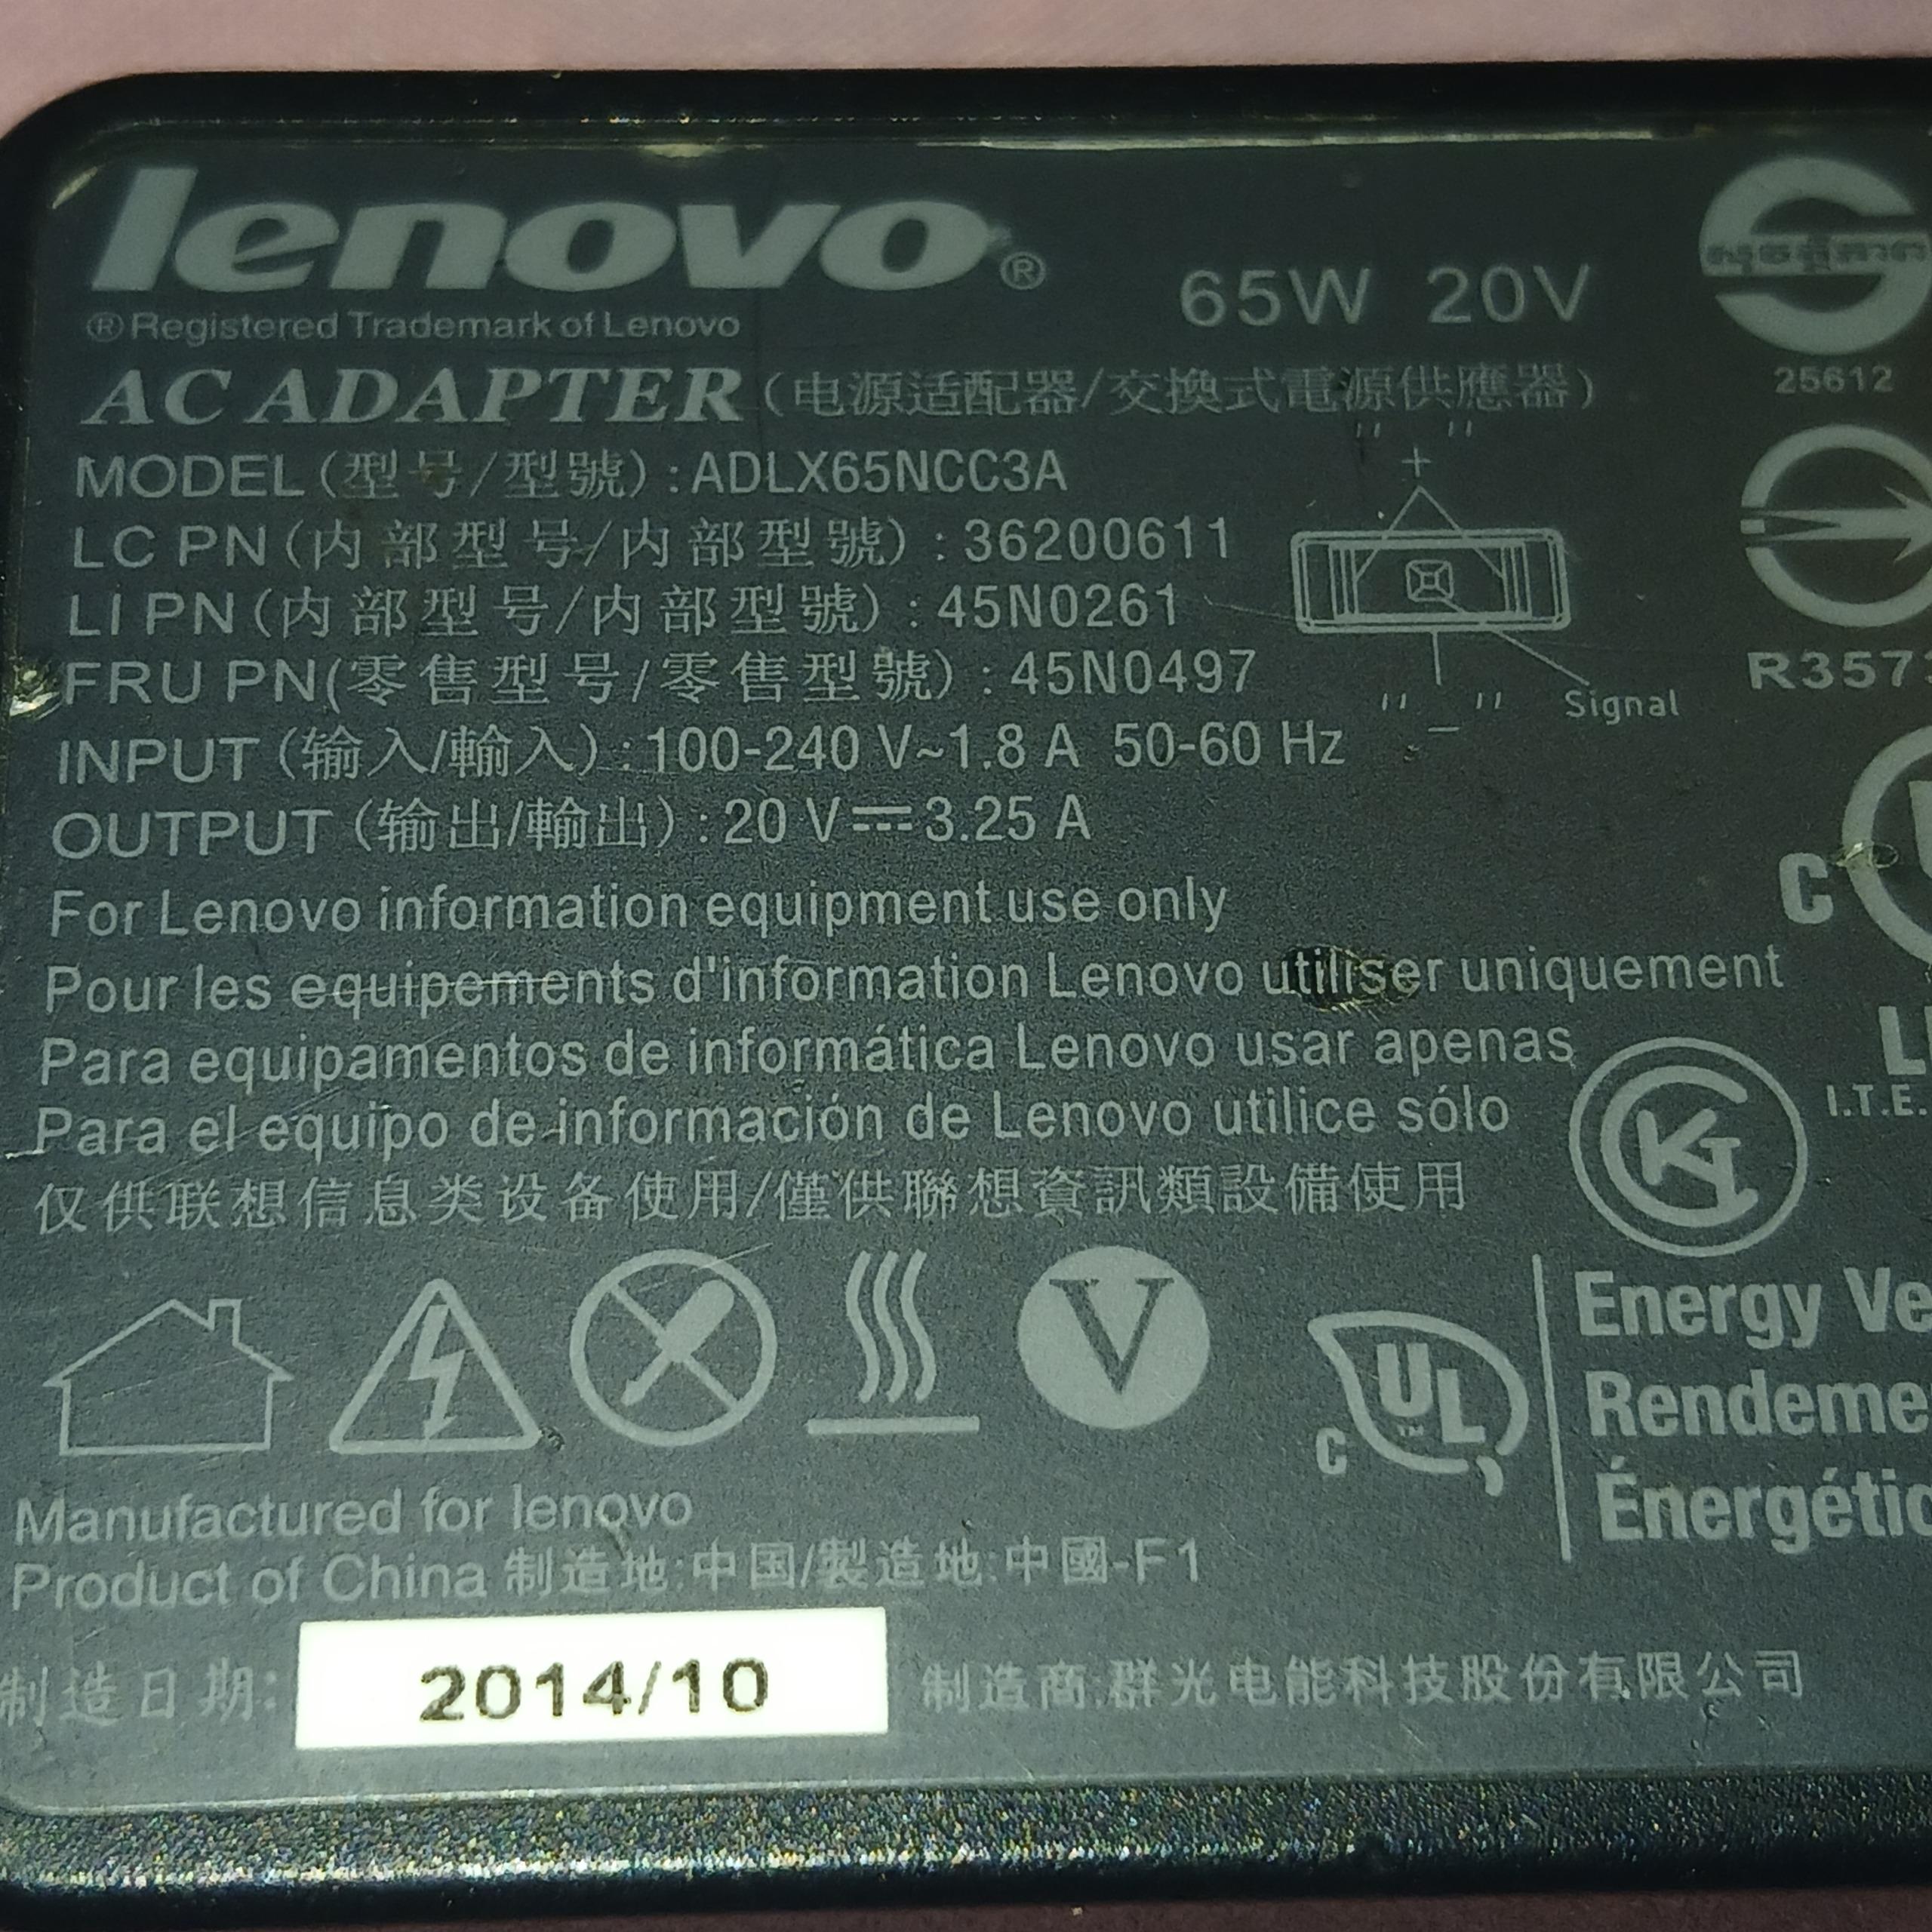 lenovo®
® Registered Trademark of Lenovo
65W 20V
25612
AC ADAPTER (电源适配器/交換式電源供應器)
MODEL (型号/型號) : ADLX65NCC3A
LC PN (内部型号/内部型號) : 36200611
LI PN (内部型号/内部型號) : 45N0261
FRU PN (零售型号/零售型號) : 45N0497
"+"
"-"
Signal
INPUT (输入/輸入) : 100-240 V~1.8 A 50-60 Hz
OUTPUT (输出/輸出) : 20 V⎓3.25 A
For Lenovo information equipment use only
Pour les equipements d'information Lenovo utiliser uniquement
Para equipamentos de informática Lenovo usar apenas
Para el equipo de información de Lenovo utilice sólo
仅供联想信息类设备使用/僅供聯想資訊類設備使用
C
I.T.E.
V
C UL
Energy
Manufactured for lenovo
Product of China 制造地:中国/製造地:中國-F1
制造日期: 2014/10
制造商:群光电能科技股份有限公司